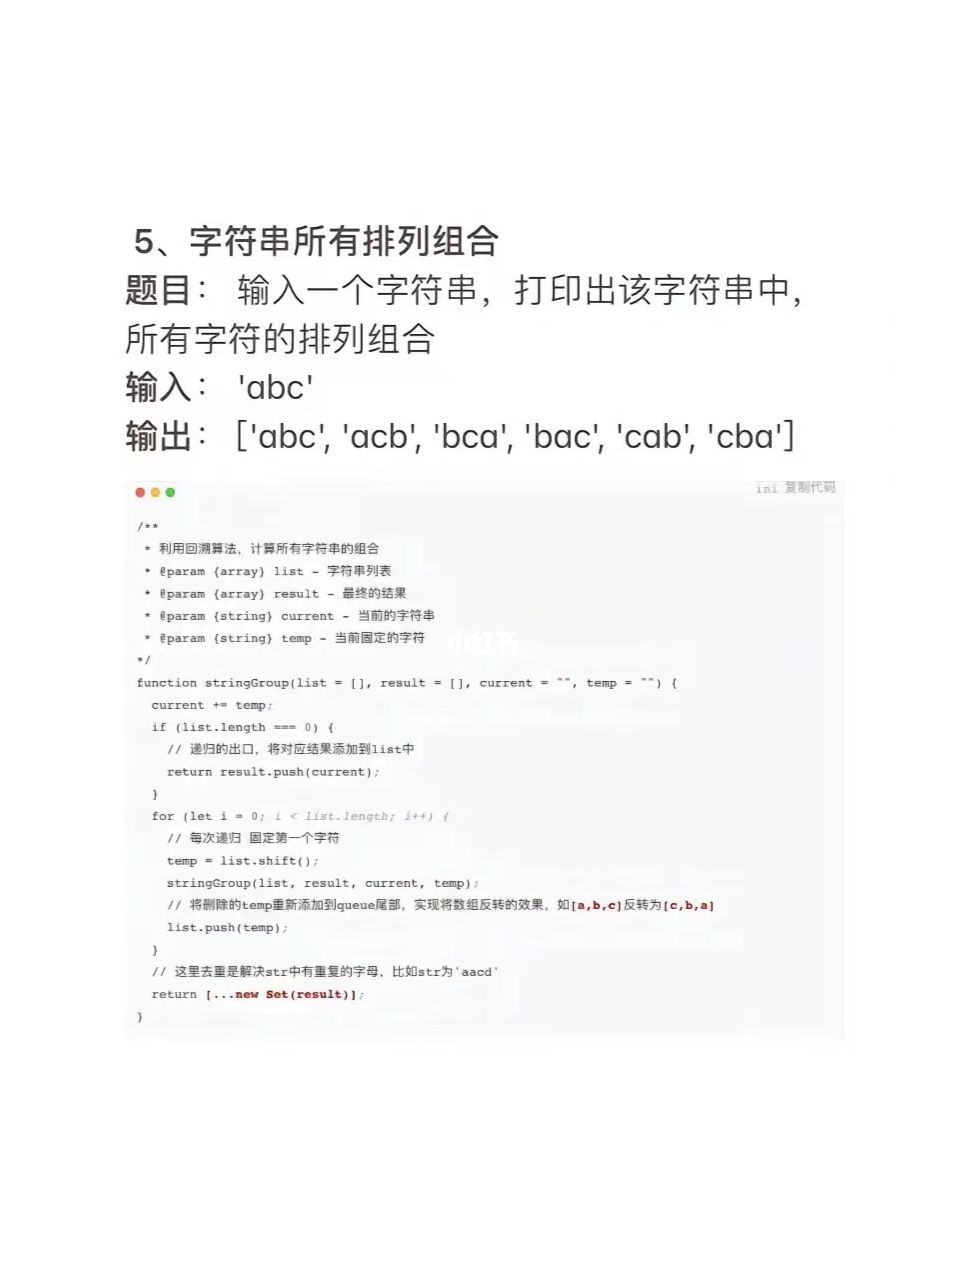 5、字符串所有排列组合
题目： 输入一个字符串，打印出该字符串中，
所有字符的排列组合
输入： 'abc'
输出：['abc', 'acb', 'bca', 'bac', 'cab', 'cba']
ini 复制代码
/**
 * 利用回溯算法，计算所有字符串的组合
 * @param {array} list - 字符串列表
 * @param {array} result - 最终的结果
 * @param {string} current - 当前的字符串
 * @param {string} temp - 当前固定的字符
小红书
*/
function stringGroup(list = [], result = [], current = "", temp = "") {
  current += temp;
  if (list.length === 0) {
    // 递归的出口，将对应结果添加到list中
    return result.push(current);
  }
  for (let i = 0; i < list.length; i++) {
    // 每次递归 固定第一个字符
    temp = list.shift();
    stringGroup(list, result, current, temp);
    // 将删除的temp重新添加到queue尾部，实现将数组反转的效果，如[a,b,c]反转为[c,b,a]
    list.push(temp);
  }
  // 这里去重是解决str中有重复的字母，比如str为'aacd'
  return [...new Set(result)];
}